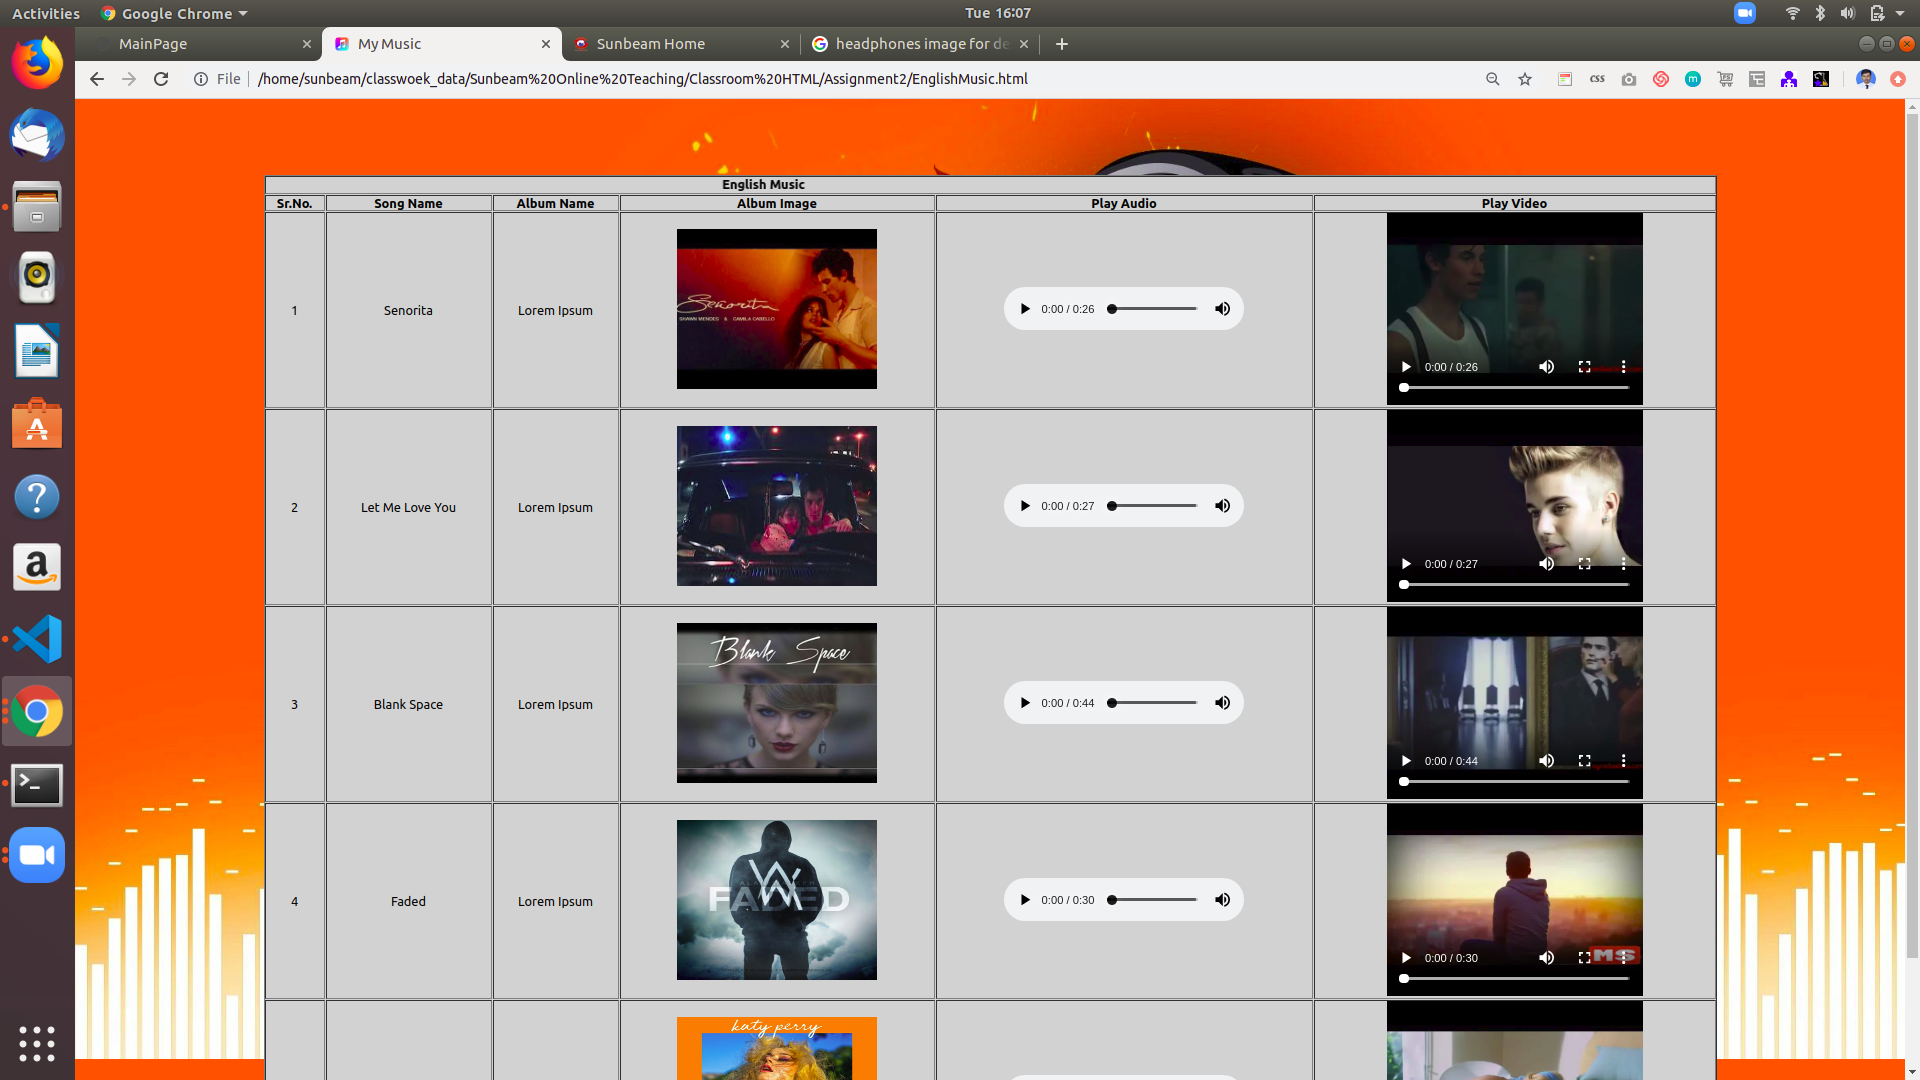 Activities Google Chrome Tue 16:07
MainPage My Music Sunbeam Home headphones image for de
File /home/sunbeam/classwoek_data/Sunbeam%20Online%20Teaching/Classroom%20HTML/Assignment2/EnglishMusic.html
CSS
English Music
Sr.No. Song Name Album Name Album Image Play Audio Play Video
1 Senorita Lorem Ipsum 0:00 / 0:26 0:00 / 0:26
Señorita
SHAWN MENDES & CAMILA CABELLO
2 Let Me Love You Lorem Ipsum 0:00 / 0:27 0:00 / 0:27
Blank Space
3 Blank Space Lorem Ipsum 0:00 / 0:44 0:00 / 0:44
4 Faded Lorem Ipsum 0:00 / 0:30 0:00 / 0:30
FADED
MS
katy perry